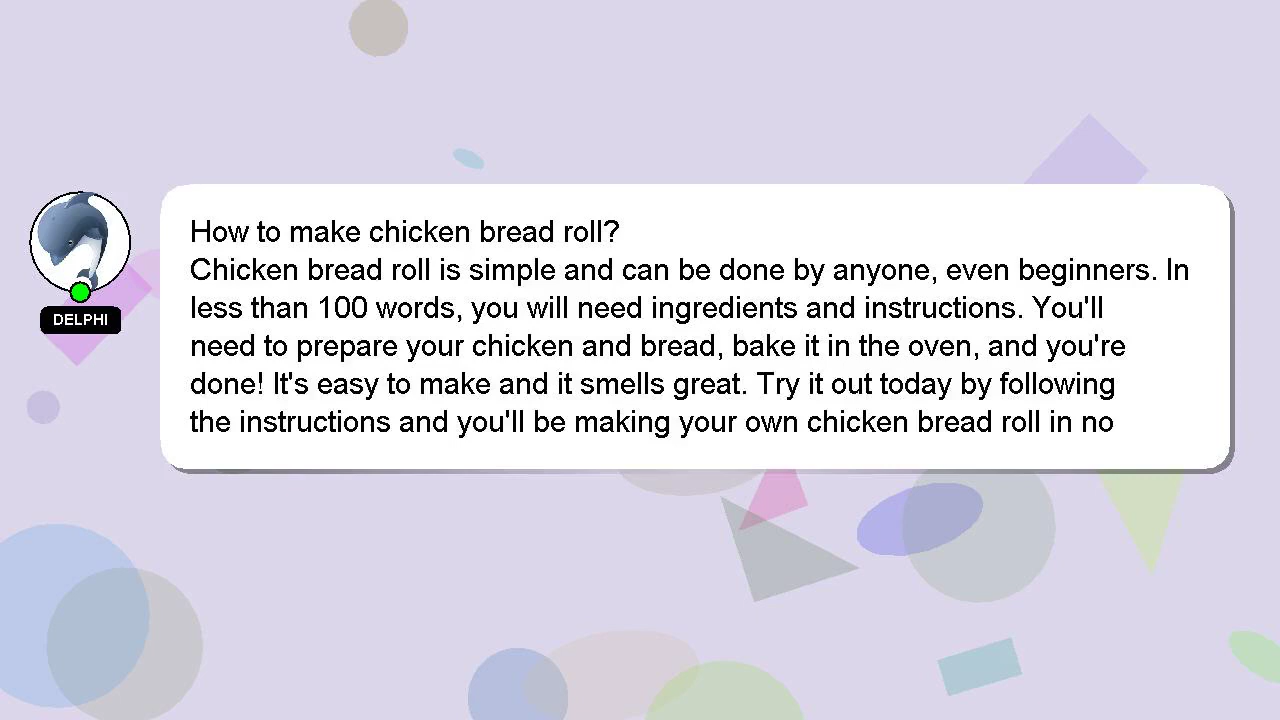 How to make chicken bread roll?
Chicken bread roll is simple and can be done by anyone, even beginners. In
less than 100 words, you will need ingredients and instructions. You'll
need to prepare your chicken and bread, bake it in the oven, and you're
done! It's easy to make and it smells great. Try it out today by following
the instructions and you'll be making your own chicken bread roll in no
DELPHI